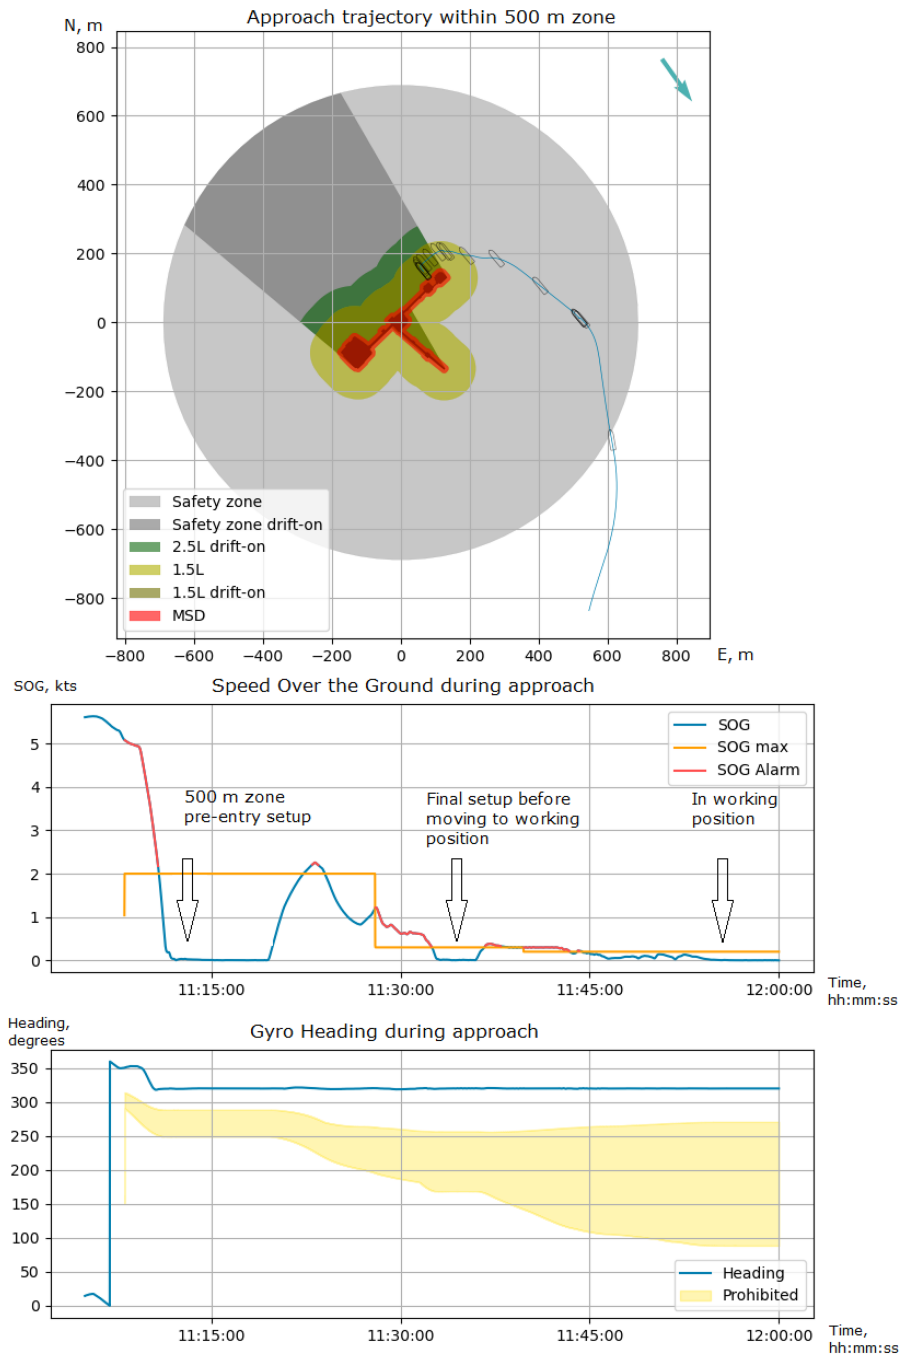 Approach trajectory within 500 m zone
N, m
800
600
400
200
0
−200
−400
−600
−800
Safety zone
Safety zone drift-on
2.5L drift-on
1.5L
1.5L drift-on
MSD
−800 −600 −400 −200 0 200 400 600 800
E, m
SOG, kts
Speed Over the Ground during approach
5
4
3
2
1
0
SOG
SOG max
SOG Alarm
500 m zone
pre-entry setup
Final setup before
moving to working
position
In working
position
11:15:00 11:30:00 11:45:00 12:00:00
Time,
hh:mm:ss
Heading,
degrees
Gyro Heading during approach
350
300
250
200
150
100
50
0
Heading
Prohibited
11:15:00 11:30:00 11:45:00 12:00:00
Time,
hh:mm:ss